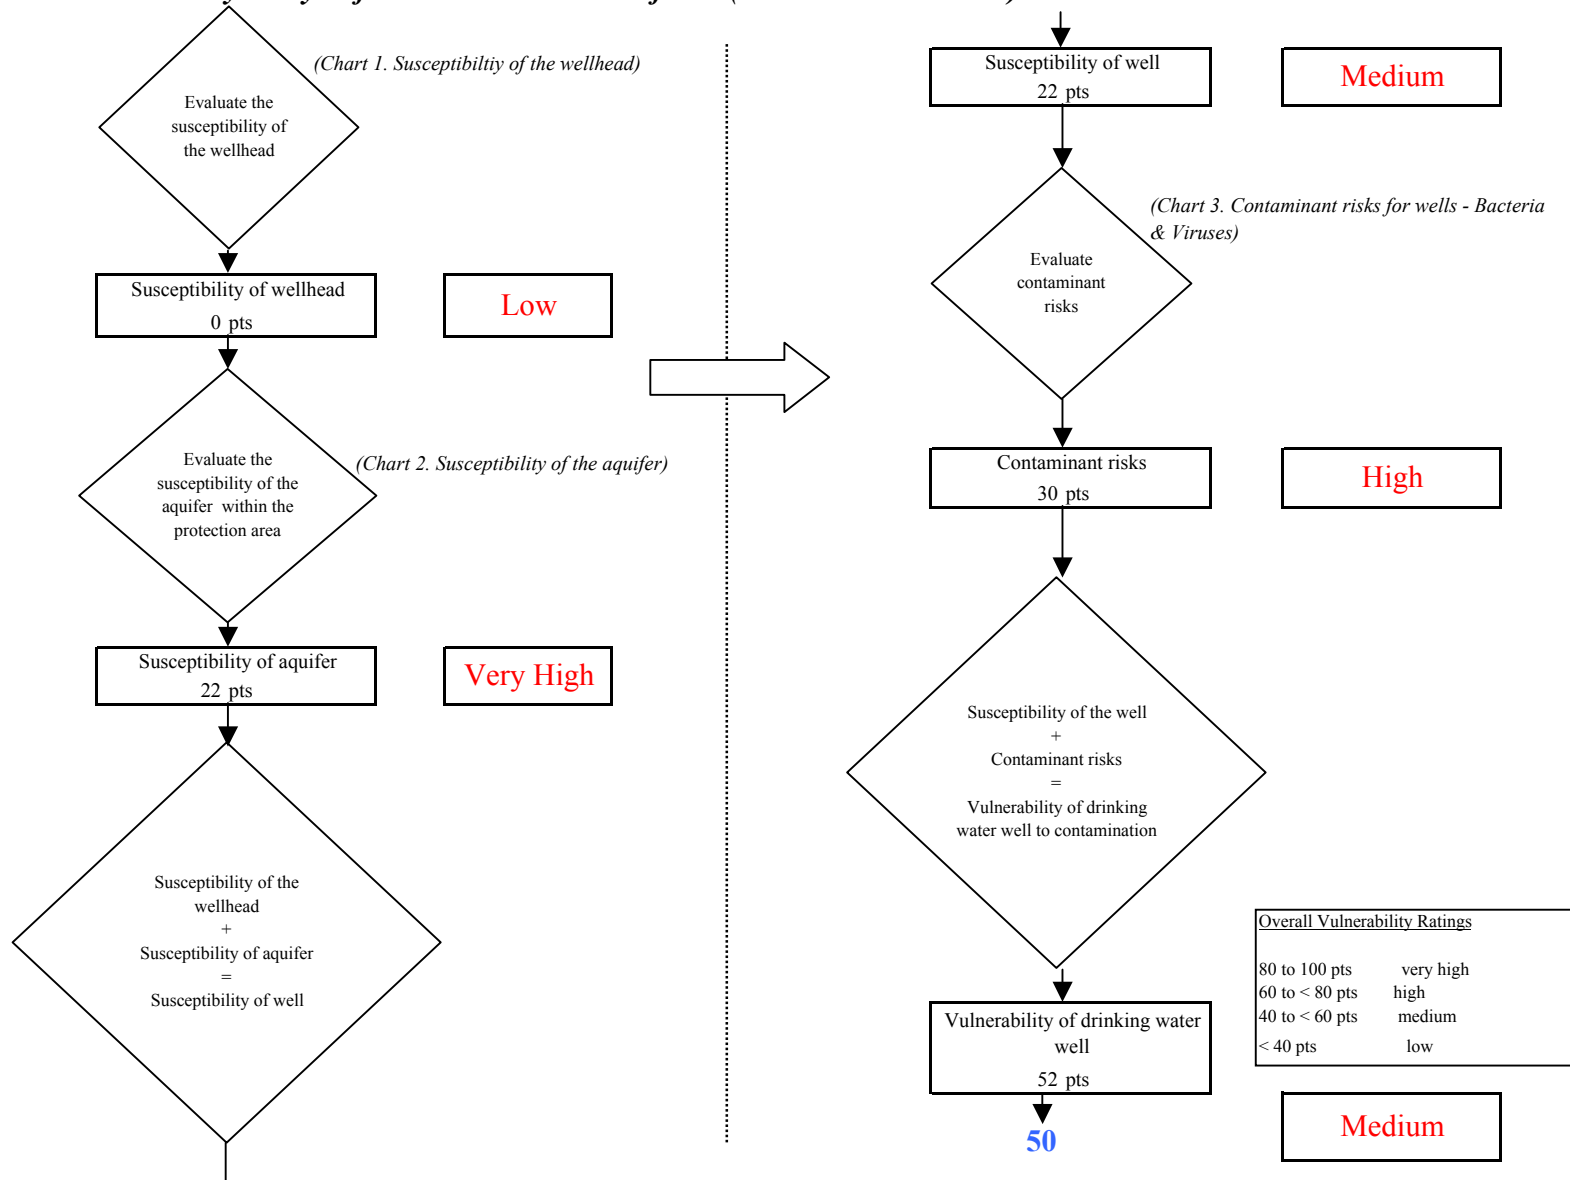 (Chart 1. Susceptibiltiy of the wellhead)
Evaluate the
susceptibility of
the wellhead
Susceptibility of wellhead
0 pts
Low
Evaluate the
susceptibility of the
aquifer within the
protection area
(Chart 2. Susceptibility of the aquifer)
Susceptibility of aquifer
22 pts
Very High
Susceptibility of the
wellhead
+
Susceptibility of aquifer
=
Susceptibility of well
Susceptibility of well
22 pts
Medium
(Chart 3. Contaminant risks for wells - Bacteria
& Viruses)
Evaluate
contaminant
risks
Contaminant risks
30 pts
High
Susceptibility of the well
+
Contaminant risks
=
Vulnerability of drinking
water well to contamination
Overall Vulnerability Ratings
80 to 100 pts very high
60 to < 80 pts high
40 to < 60 pts medium
< 40 pts low
Vulnerability of drinking water
well
52 pts
50
Medium